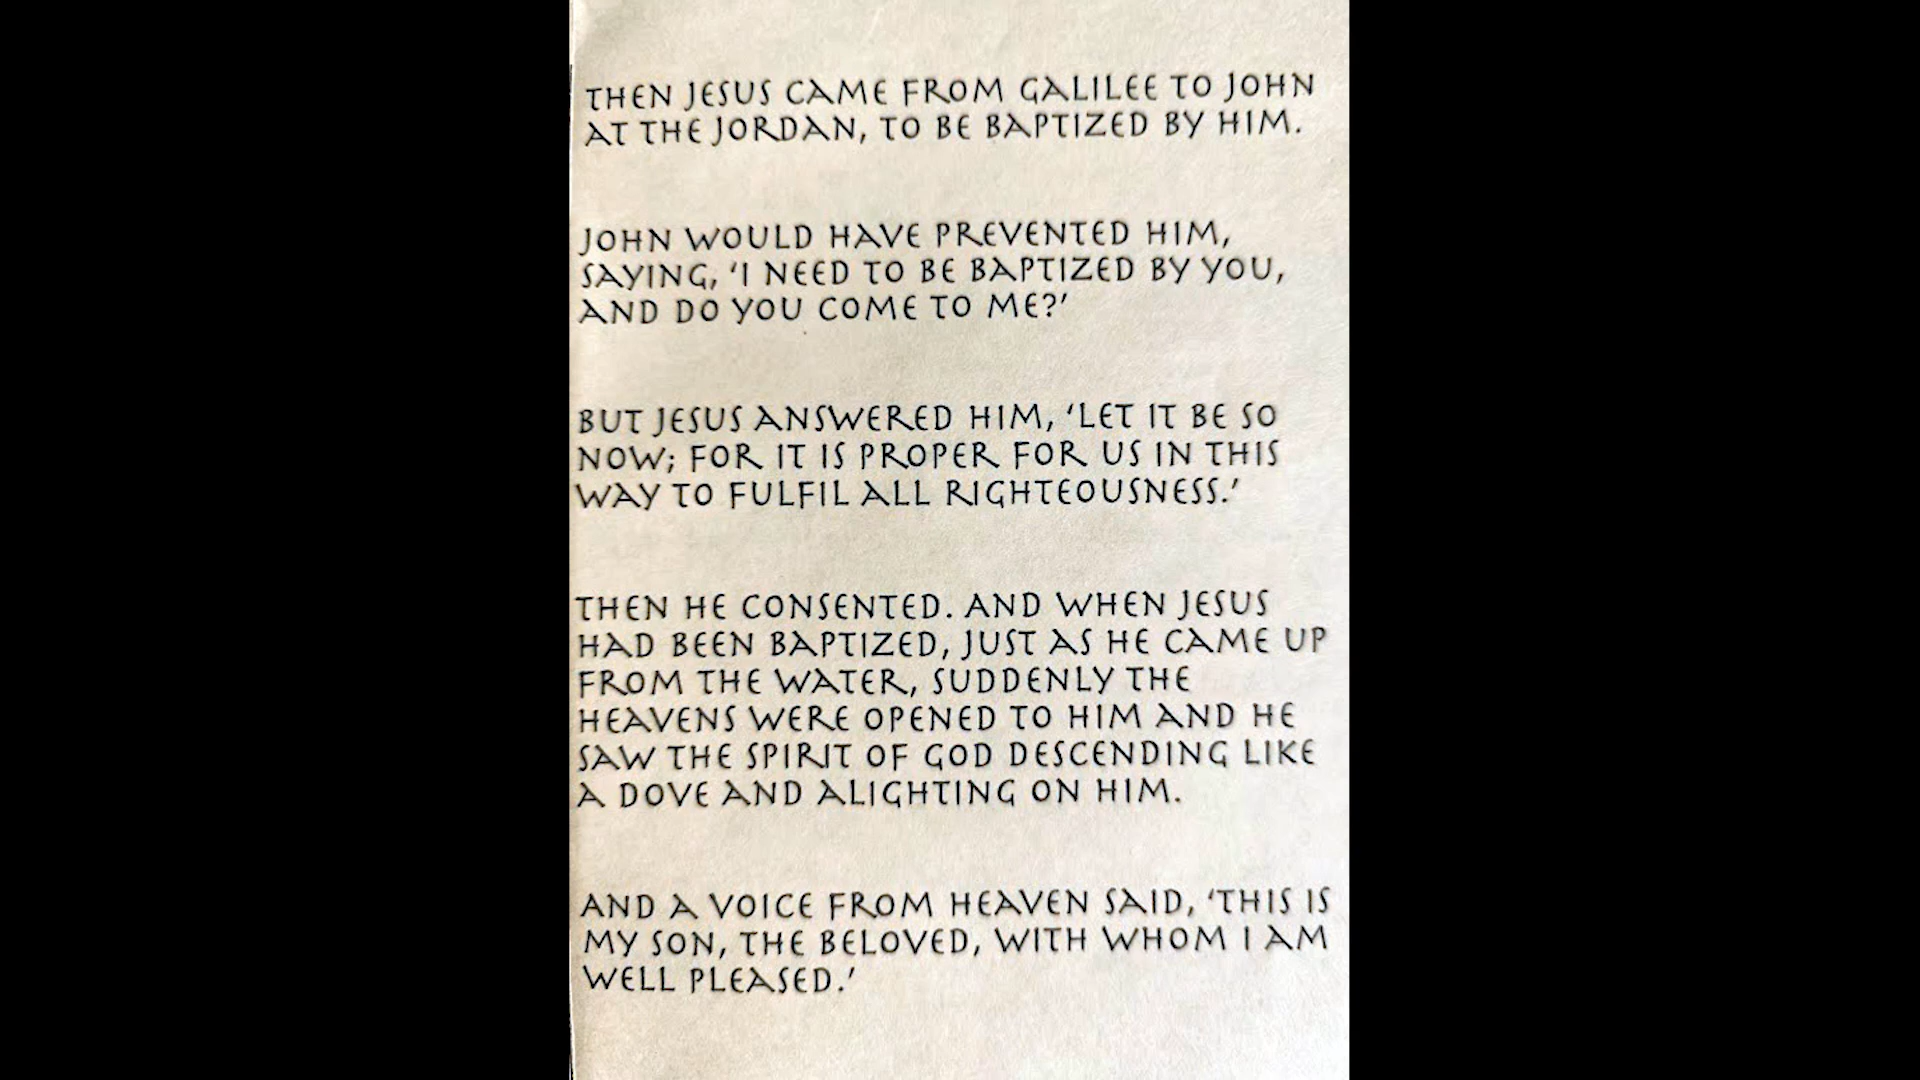 THEN JESUS CAME FROM GALILEE TO JOHN
AT THE JORDAN, TO BE BAPTIZED BY HIM.
JOHN WOULD HAVE PREVENTED HIM,
SAYING, ‘I NEED TO BE BAPTIZED BY YOU,
AND DO YOU COME TO ME?’
BUT JESUS ANSWERED HIM, ‘LET IT BE SO
NOW; FOR IT IS PROPER FOR US IN THIS
WAY TO FULFIL ALL RIGHTEOUSNESS.’
THEN HE CONSENTED. AND WHEN JESUS
HAD BEEN BAPTIZED, JUST AS HE CAME UP
FROM THE WATER, SUDDENLY THE
HEAVENS WERE OPENED TO HIM AND HE
SAW THE SPIRIT OF GOD DESCENDING LIKE
A DOVE AND ALIGHTING ON HIM.
AND A VOICE FROM HEAVEN SAID, ‘THIS IS
MY SON, THE BELOVED, WITH WHOM I AM
WELL PLEASED.’